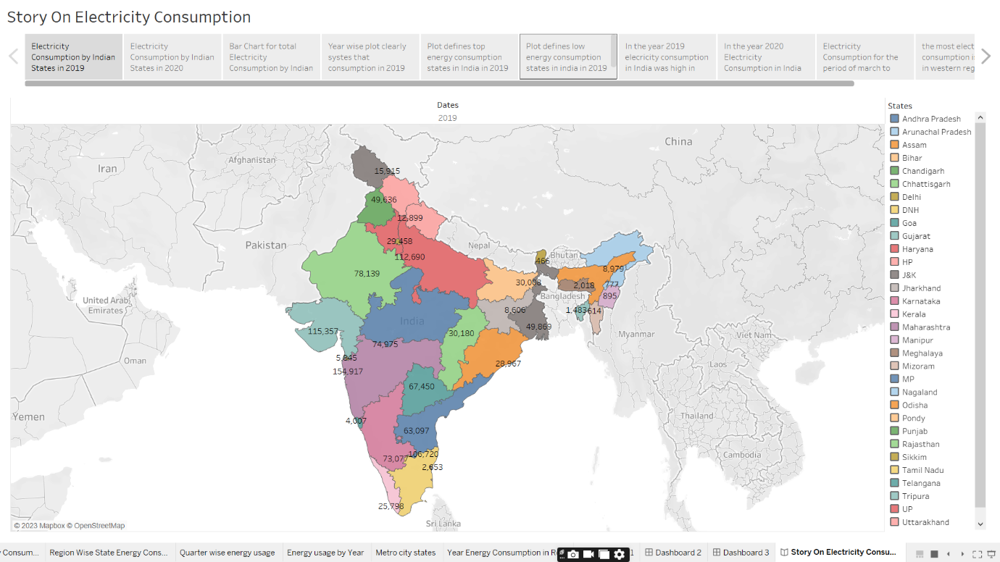 Story On Electricity Consumption
Electricity
Consumption by Indian
States in 2019
Electricity
Consumption by Indian
States in 2020
Bar Chart for total
Electricity
Consumption by Indian
Year wise plot clearly
systes that
consumption in 2019
Plot defines top
energy consumption
states in India in 2019
Plot defines low
energy consumption
states in india in 2019
In the year 2019
elecricity consumption
in India was high in
In the year 2020
Electricity
Consumption in India
Electricity
Consumption for the
period of march to
the most elect
consumption
in western reg
Dates
2019
China
Afghanistan
Iran
15,915
49,636
12,899
29,458
Pakistan
Nepal
112,690
Bhutan
466
8,979
78,139
30,008
2,018
777
Bangladesh
895
United Arab
Emirates
8,606
1,483
614
India
49,869
115,357
30,180
Myanmar
Viet Nam
74,975
5,845
Oman
28,967
Laos
154,917
67,450
Yemen
4,007
63,097
Thailand
106,720
Cambodia
73,077
2,653
25,798
Sri Lanka
© 2023 Mapbox © OpenStreetMap
States
Andhra Pradesh
Arunachal Pradesh
Assam
Bihar
Chandigarh
Chhattisgarh
Delhi
DNH
Goa
Gujarat
Haryana
HP
J&K
Jharkhand
Karnataka
Kerala
Maharashtra
Manipur
Meghalaya
Mizoram
MP
Nagaland
Odisha
Pondy
Punjab
Rajasthan
Sikkim
Tamil Nadu
Telangana
Tripura
UP
Uttarakhand
Consum... Region Wise State Energy Cons... Quarter wise energy usage Energy usage by Year Metro city states Year Energy Consumption in R 1 Dashboard 2 Dashboard 3 Story On Electricity Consu...